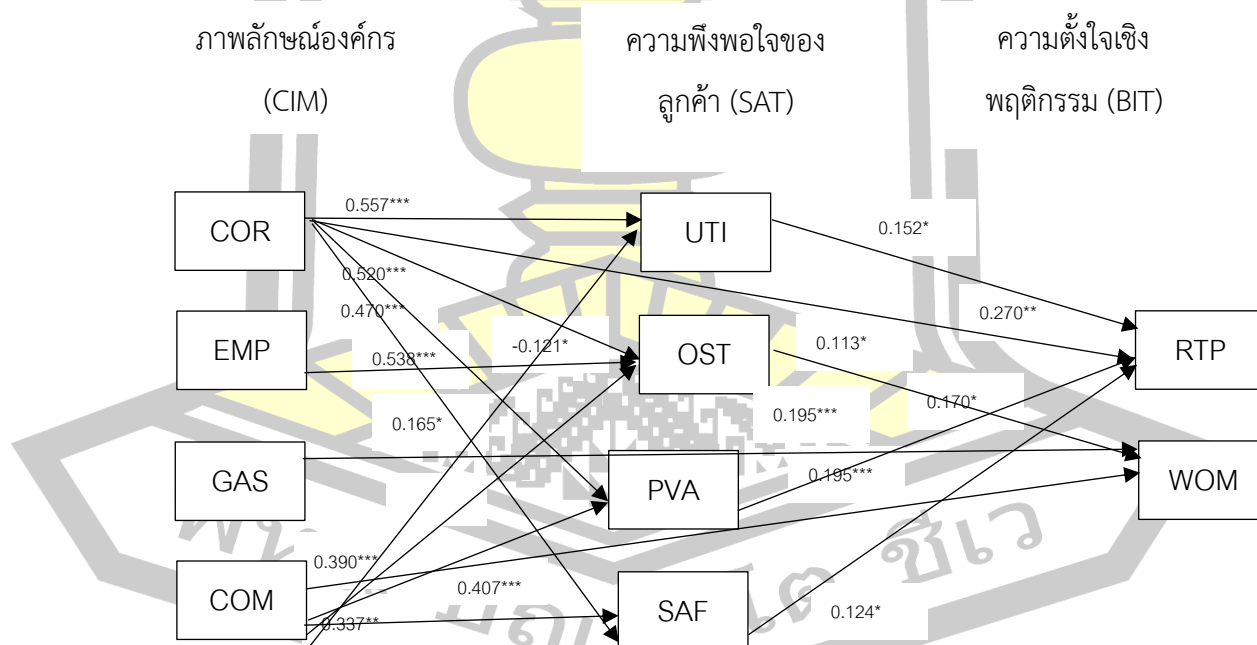 ภาพลักษณ์องค์กร
(CIM)
ความพึงพอใจของ
ลูกค้า (SAT)
ความตั้งใจเชิง
พฤติกรรม (BIT)
COR
0.557***
UTI
0.152*
0.520***
0.470***
0.270**
EMP
0.538***
-0.121*
OST
0.113*
RTP
0.165*
0.195***
0.170*
GAS
PVA
0.195***
WOM
0.390***
COM
0.407***
SAF
0.124*
0.337**
ชีเว